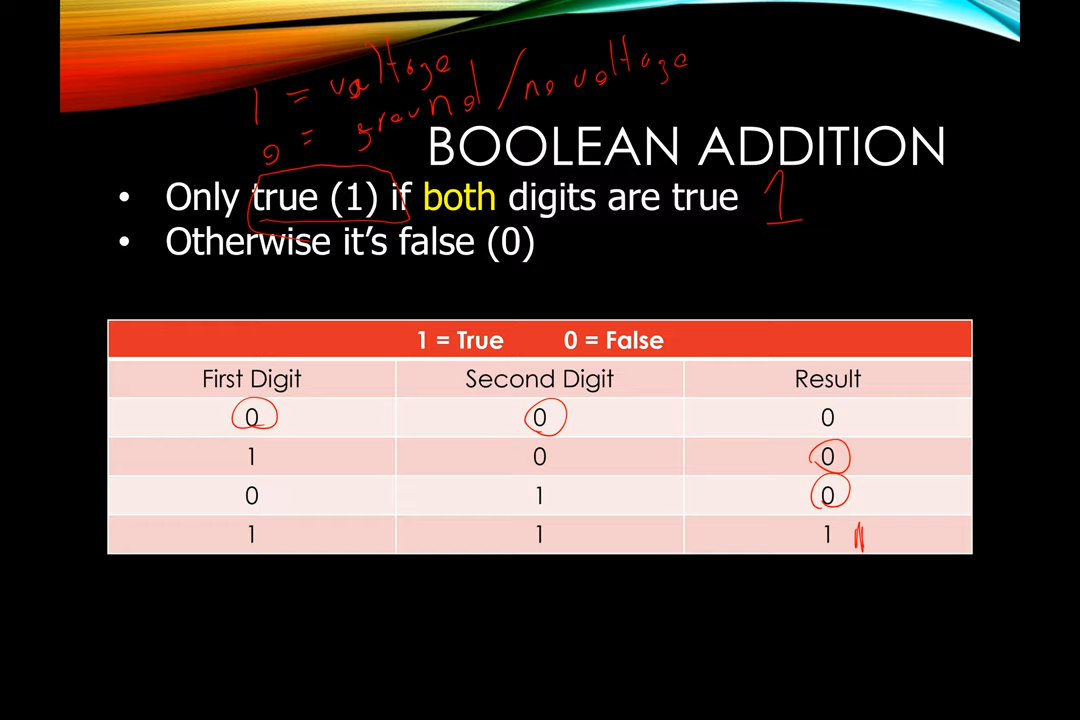 1 = voltage
0 = ground / no voltage
BOOLEAN ADDITION
• Only true (1) if both digits are true 1
• Otherwise it's false (0)
1 = True 0 = False
First Digit Second Digit Result
0 0 0
1 0 0
0 1 0
1 1 1